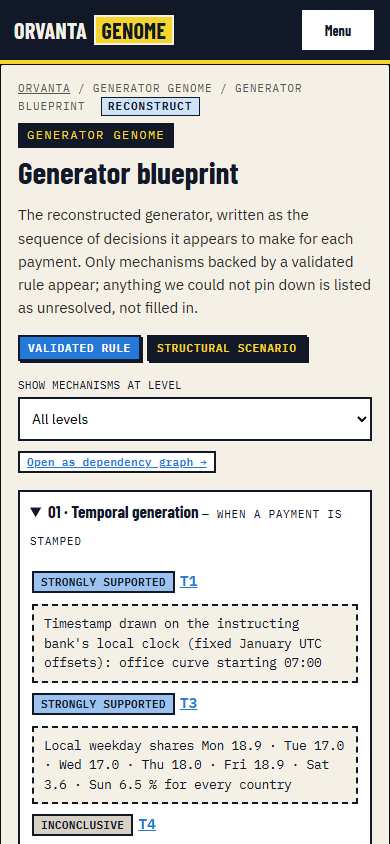 ORVANTA GENOME
Menu
ORVANTA / GENERATOR GENOME / GENERATOR
BLUEPRINT RECONSTRUCT
GENERATOR GENOME
Generator blueprint
The reconstructed generator, written as the
sequence of decisions it appears to make for each
payment. Only mechanisms backed by a validated
rule appear; anything we could not pin down is listed
as unresolved, not filled in.
VALIDATED RULE STRUCTURAL SCENARIO
SHOW MECHANISMS AT LEVEL
All levels
Open as dependency graph →
▼ 01 · Temporal generation — WHEN A PAYMENT IS
STAMPED
STRONGLY SUPPORTED T1
Timestamp drawn on the instructing
bank's local clock (fixed January UTC
offsets): office curve starting 07:00
STRONGLY SUPPORTED T3
Local weekday shares Mon 18.9 · Tue 17.0
· Wed 17.0 · Thu 18.0 · Fri 18.9 · Sat
3.6 · Sun 6.5 % for every country
INCONCLUSIVE T4